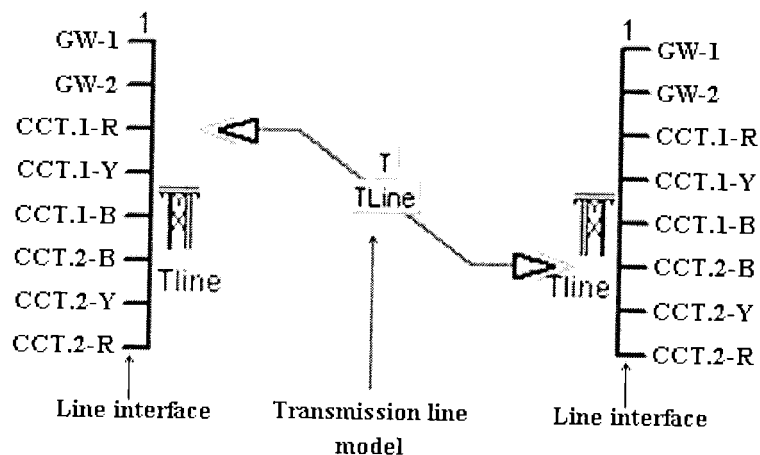 1
GW-1
GW-2
CCT.1-R
CCT.1-Y
CCT.1-B
CCT.2-B
CCT.2-Y
CCT.2-R
Tline
Line interface
T
TLine
Transmission line
model
1
GW-1
GW-2
CCT.1-R
CCT.1-Y
CCT.1-B
CCT.2-B
CCT.2-Y
CCT.2-R
Tline
Line interface